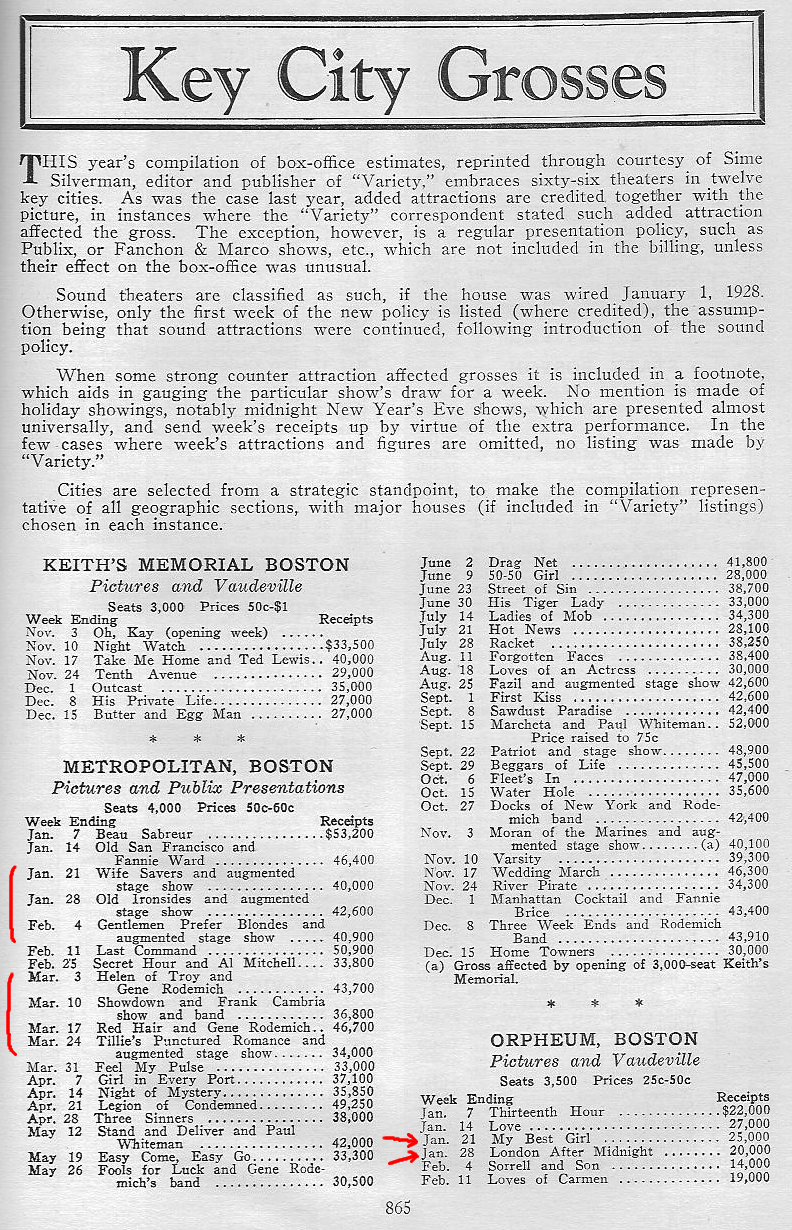 Key City Grosses
THIS year's compilation of box-office estimates, reprinted through courtesy of Sime
Silverman, editor and publisher of "Variety," embraces sixty-six theaters in twelve
key cities. As was the case last year, added attractions are credited together with the
picture, in instances where the "Variety" correspondent stated such added attraction
affected the gross. The exception, however, is a regular presentation policy, such as
Publix, or Fanchon & Marco shows, etc., which are not included in the billing, unless
their effect on the box-office was unusual.
Sound theaters are classified as such, if the house was wired January 1, 1928.
Otherwise, only the first week of the new policy is listed (where credited), the assump-
tion being that sound attractions were continued, following introduction of the sound
policy.
When some strong counter attraction affected grosses it is included in a footnote,
which aids in gauging the particular show's draw for a week. No mention is made of
holiday showings, notably midnight New Year's Eve shows, which are presented almost
universally, and send week's receipts up by virtue of the extra performance. In the
few cases where week's attractions and figures are omitted, no listing was made by
"Variety."
Cities are selected from a strategic standpoint, to make the compilation represen-
tative of all geographic sections, with major houses (if included in "Variety" listings)
chosen in each instance.
KEITH'S MEMORIAL BOSTON
Pictures and Vaudeville
Seats 3,000 Prices 50c-$1
Week Ending Receipts
Nov. 3 Oh, Kay (opening week) ......
Nov. 10 Night Watch ................$33,500
Nov. 17 Take Me Home and Ted Lewis.. 40,000
Nov. 24 Tenth Avenue .............. 29,000
Dec. 1 Outcast .................... 35,000
Dec. 8 His Private Life.............. 27,000
Dec. 15 Butter and Egg Man .......... 27,000
* * *
METROPOLITAN, BOSTON
Pictures and Publix Presentations
Seats 4,000 Prices 50c-60c
Week Ending Receipts
Jan. 7 Beau Sabreur ...............$53,200
Jan. 14 Old San Francisco and
Fannie Ward .............. 46,400
Jan. 21 Wife Savers and augmented
stage show ............... 40,000
Jan. 28 Old Ironsides and augmented
stage show ............... 42,600
Feb. 4 Gentlemen Prefer Blondes and
augmented stage show ..... 40,900
Feb. 11 Last Command .............. 50,900
Feb. 25 Secret Hour and Al Mitchell.... 33,800
Mar. 3 Helen of Troy and
Gene Rodemich ........... 43,700
Mar. 10 Showdown and Frank Cambria
show and band ........... 36,800
Mar. 17 Red Hair and Gene Rodemich.. 46,700
Mar. 24 Tillie's Punctured Romance and
augmented stage show....... 34,000
Mar. 31 Feel My Pulse ............... 33,000
Apr. 7 Girl in Every Port........... 37,100
Apr. 14 Night of Mystery............. 35,850
Apr. 21 Legion of Condemned......... 49,250
Apr. 28 Three Sinners ............... 38,000
May 12 Stand and Deliver and Paul
Whiteman ................ 42,000
May 19 Easy Come, Easy Go.......... 33,300
May 26 Fools for Luck and Gene Rode-
mich's band .............. 30,500
June 2 Drag Net .................... 41,800
June 9 50-50 Girl .................... 28,000
June 23 Street of Sin ................ 38,700
June 30 His Tiger Lady .............. 33,000
July 14 Ladies of Mob ............... 34,300
July 21 Hot News .................... 28,100
July 28 Racket ...................... 38,250
Aug. 11 Forgotten Faces ............. 38,400
Aug. 18 Loves of an Actress .......... 30,000
Aug. 25 Fazil and augmented stage show 42,600
Sept. 1 First Kiss ................... 42,600
Sept. 8 Sawdust Paradise ............ 42,400
Sept. 15 Marcheta and Paul Whiteman.. 52,000
Price raised to 75c
Sept. 22 Patriot and stage show........ 48,900
Sept. 29 Beggars of Life .............. 45,500
Oct. 6 Fleet's In .................... 47,000
Oct. 15 Water Hole .................. 35,600
Oct. 27 Docks of New York and Rode-
mich band ................ 42,400
Nov. 3 Moran of the Marines and aug-
mented stage show........(a) 40,100
Nov. 10 Varsity ..................... 39,300
Nov. 17 Wedding March .............. 46,300
Nov. 24 River Pirate ................. 34,300
Dec. 1 Manhattan Cocktail and Fannie
Brice ..................... 43,400
Dec. 8 Three Week Ends and Rodemich
Band ..................... 43,910
Dec. 15 Home Towners ............... 30,000
(a) Gross affected by opening of 3,000-seat Keith's
Memorial.
* * *
ORPHEUM, BOSTON
Pictures and Vaudeville
Seats 3,500 Prices 25c-50c
Week Ending Receipts
Jan. 7 Thirteenth Hour .............$22,000
Jan. 14 Love ........................ 27,000
Jan. 21 My Best Girl ................ 25,000
Jan. 28 London After Midnight ....... 20,000
Feb. 4 Sorrell and Son .............. 14,000
Feb. 11 Loves of Carmen ............ 19,000
865